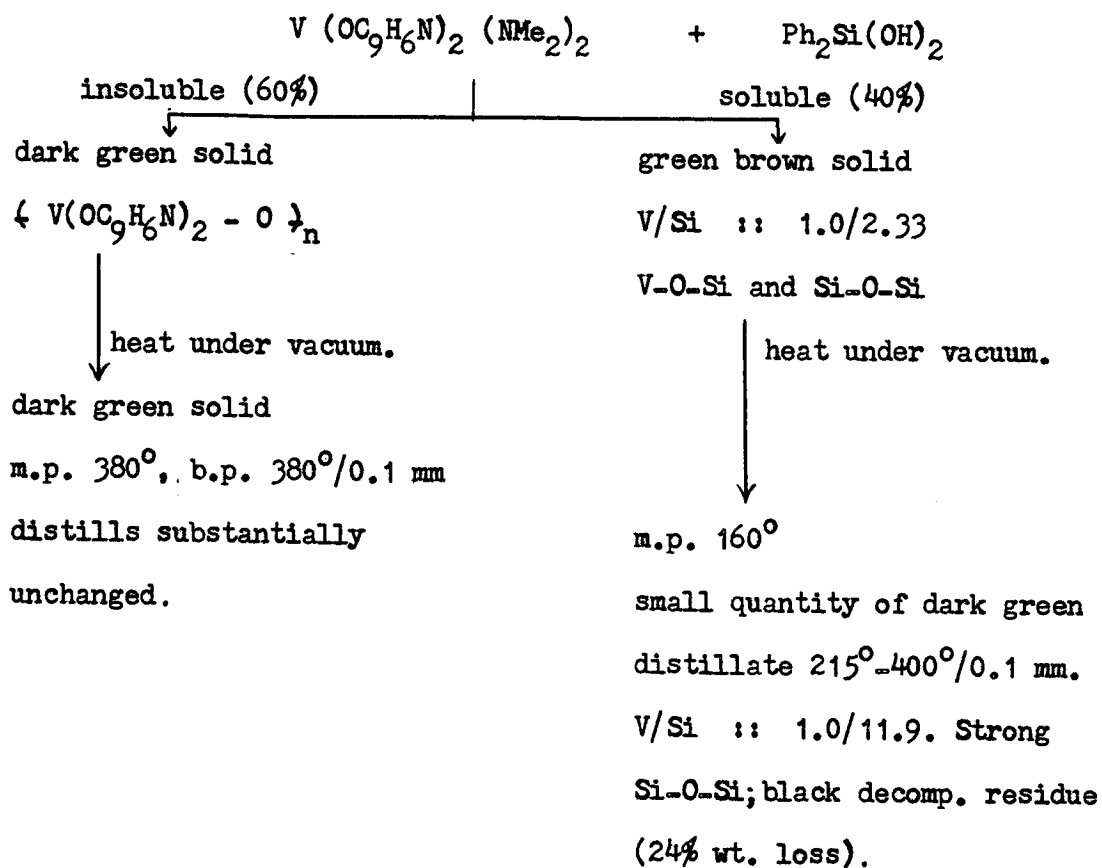 V (OC₉H₆N)₂ (NMe₂)₂ + Ph₂Si(OH)₂
insoluble (60%) soluble (40%)
dark green solid
{ V(OC₉H₆N)₂ - O }ₙ
heat under vacuum.
dark green solid
m.p. 380°, b.p. 380°/0.1 mm
distills substantially
unchanged.
green brown solid
V/Si :: 1.0/2.33
V-O-Si and Si-O-Si
heat under vacuum.
m.p. 160°
small quantity of dark green
distillate 215°-400°/0.1 mm.
V/Si :: 1.0/11.9. Strong
Si-O-Si; black decomp. residue
(24% wt. loss).